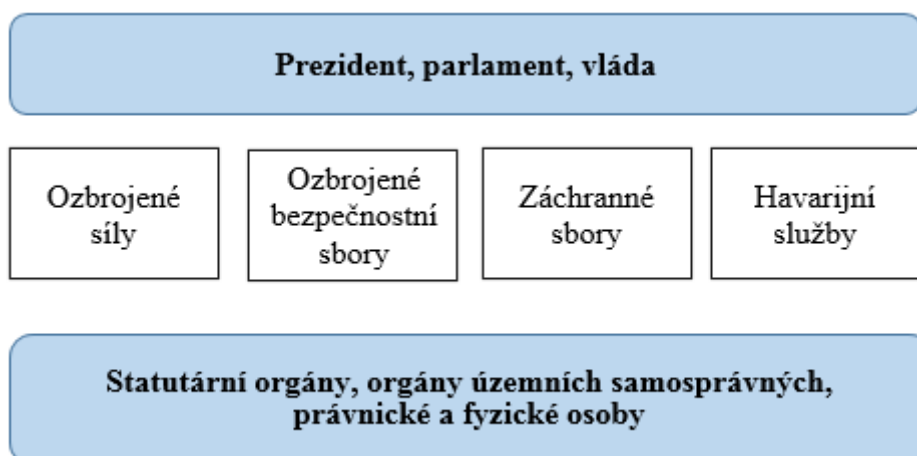 Prezident, parlament, vláda
Ozbrojené
síly
Ozbrojené
bezpečnostní
sbory
Záchranné
sbory
Havarijní
služby
Statutární orgány, orgány územních samosprávných,
právnické a fyzické osoby